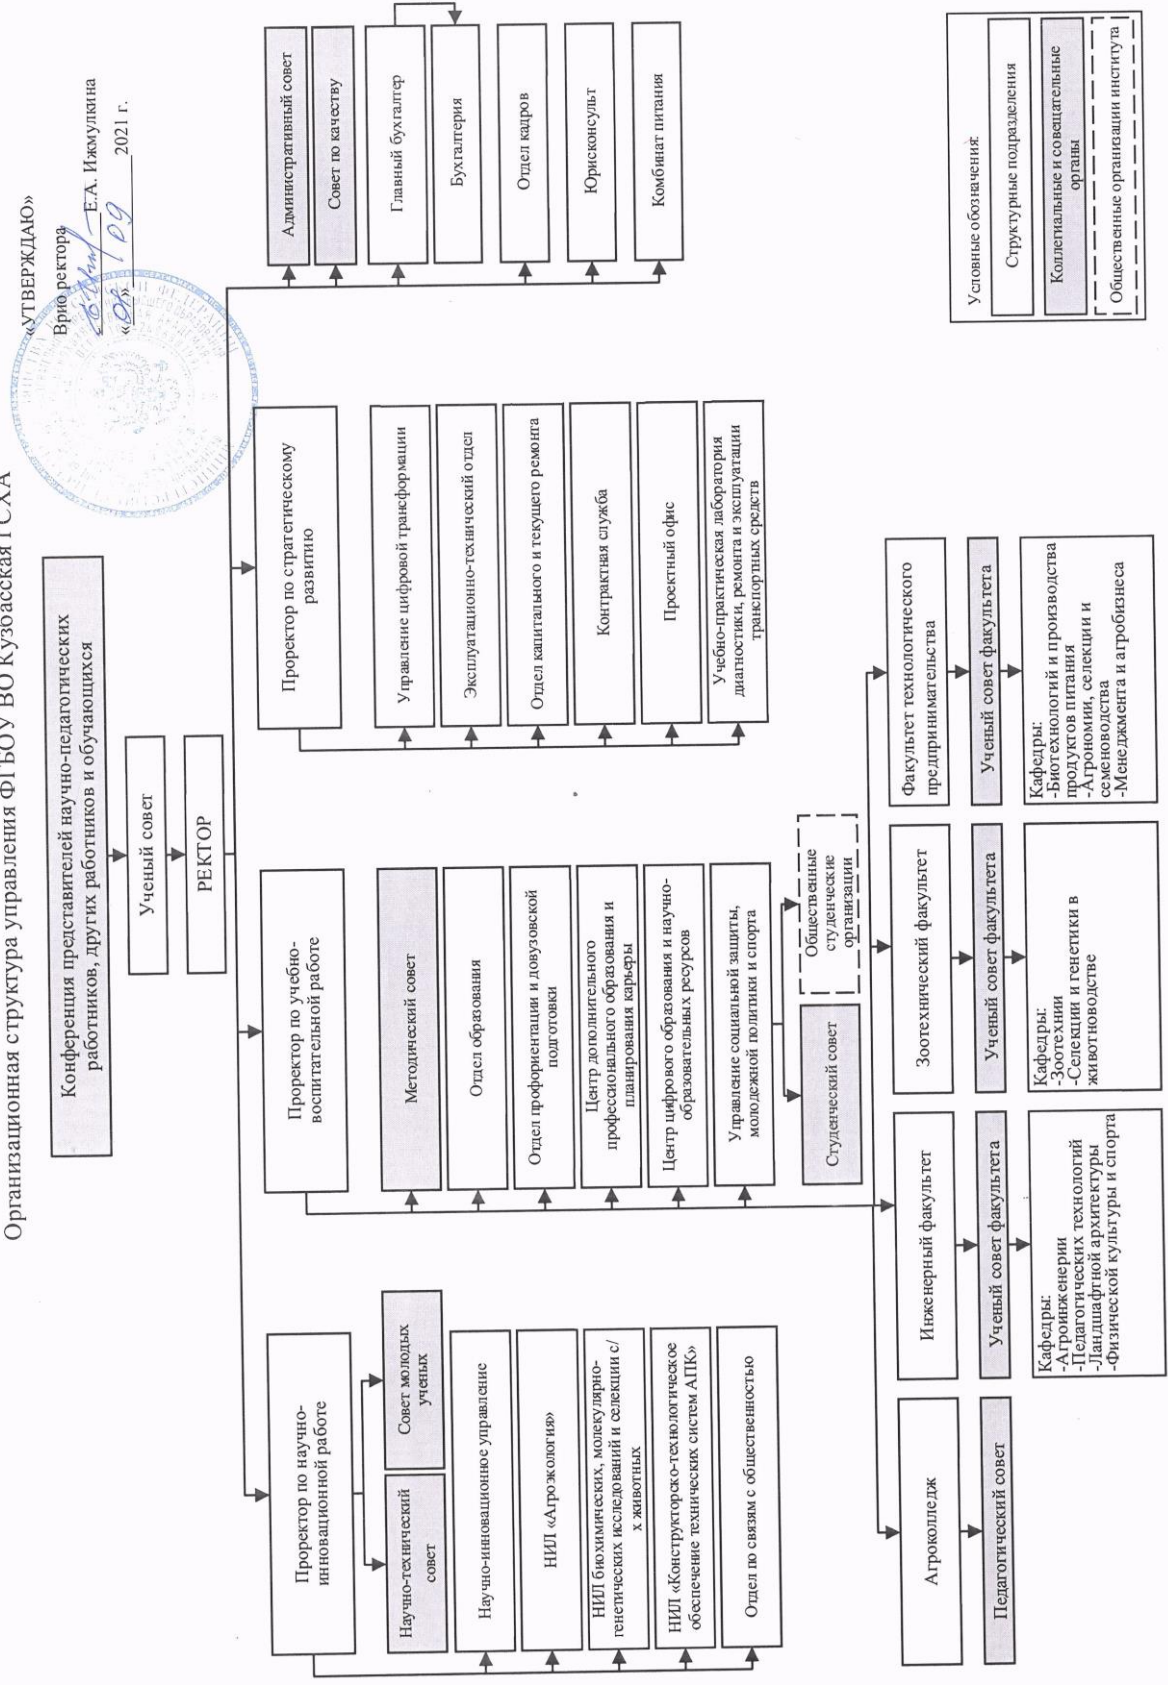 Организационная структура управления ФГБОУ ВО Кузбасская ГСХА
«УТВЕРЖДАЮ»
Врио ректора
Е.А. Ижмулкина
« 01 » 09 2021 г.
Конференция представителей научно-педагогических
работников, других работников и обучающихся
Ученый совет
РЕКТОР
Проректор по научно-
инновационной работе
Научно-технический
совет
Совет молодых
ученых
Научно-инновационное управление
НИЛ «Агроэкология»
НИЛ биохимических, молекулярно-
генетических исследований и селекции с/
х животных
НИЛ «Конструкторско-технологическое
обеспечение технических систем АПК»
Отдел по связям с общественностью
Проректор по учебно-
воспитательной работе
Методический совет
Отдел образования
Отдел профориентации и довузовской
подготовки
Центр дополнительного
профессионального образования и
планирования карьеры
Центр цифрового образования и научно-
образовательных ресурсов
Управление социальной защиты,
молодежной политики и спорта
Студенческий совет
Общественные
студенческие
организации
Проректор по стратегическому
развитию
Управление цифровой трансформации
Эксплуатационно-технический отдел
Отдел капитального и текущего ремонта
Контрактная служба
Проектный офис
Учебно-практическая лаборатория
диагностики, ремонта и эксплуатации
транспортных средств
Административный совет
Совет по качеству
Главный бухгалтер
Бухгалтерия
Отдел кадров
Юрисконсульт
Комбинат питания
Агроколледж
Педагогический совет
Инженерный факультет
Ученый совет факультета
Кафедры:
-Агроинженерии
-Педагогических технологий
-Ландшафтной архитектуры
-Физической культуры и спорта
Зоотехнический факультет
Ученый совет факультета
Кафедры:
-Зоотехнии
-Селекции и генетики в
животноводстве
Факультет технологического
предпринимательства
Ученый совет факультета
Кафедры:
-Биотехнологий и производства
продуктов питания
-Агрономии, селекции и
семеноводства
-Менеджмента и агробизнеса
Условные обозначения:
Структурные подразделения
Коллегиальные и совещательные
органы
Общественные организации института